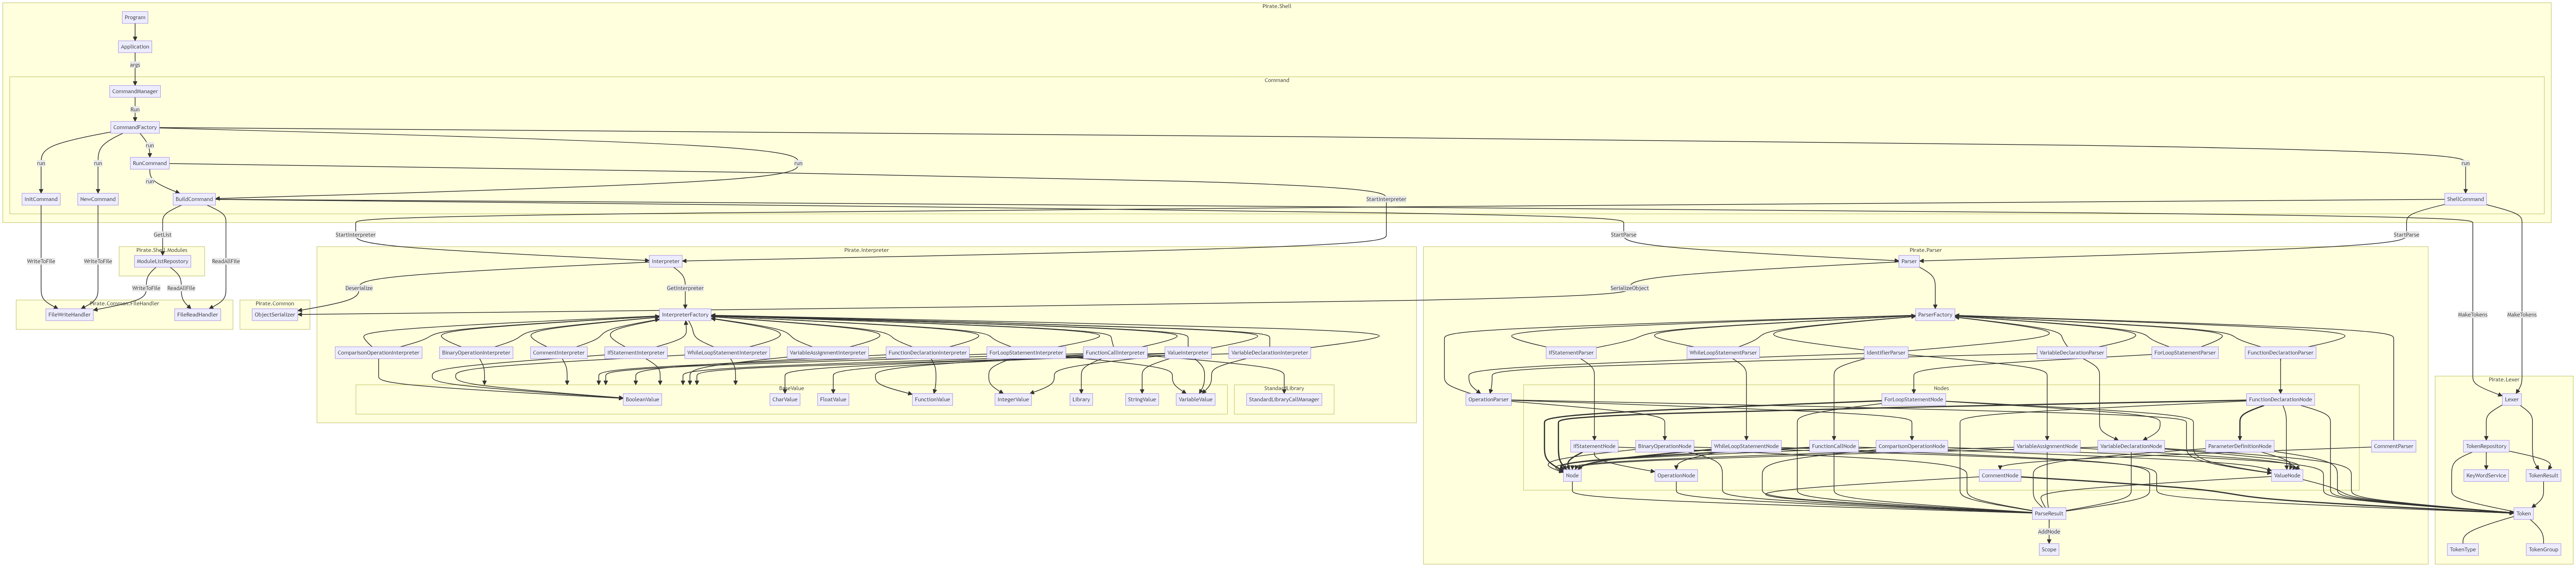 Pirate.Shell
Program
Application
args
Command
CommandManager
Run
CommandFactory
run
run
run
run
run
RunCommand
run
InitCommand
NewCommand
BuildCommand
StartInterpreter
ShellCommand
GetList
StartInterpreter
StartParse
StartParse
Pirate.Shell.Modules
Pirate.Interpreter
Pirate.Parser
WriteToFile
WriteToFile
ModuleListRepostory
ReadAllFile
Interpreter
Parser
WriteToFile
ReadAllFile
Deserialize
GetInterpreter
SerializeObject
Pirate.Common.FileHandler
Pirate.Common
FileWriteHandler
FileReadHandler
ObjectSerializer
InterpreterFactory
ParserFactory
MakeTokens
MakeTokens
ComparisonOperationInterpreter
BinaryOperationInterpreter
CommentInterpreter
IfStatementInterpreter
WhileLoopStatementInterpreter
VariableAssignmentInterpreter
FunctionDeclarationInterpreter
ForLoopStatementInterpreter
FunctionCallInterpreter
ValueInterpreter
VariableDeclarationInterpreter
IfStatementParser
WhileLoopStatementParser
IdentifierParser
VariableDeclarationParser
ForLoopStatementParser
FunctionDeclarationParser
Pirate.Lexer
BaseValue
StandardLibrary
Nodes
BooleanValue
CharValue
FloatValue
FunctionValue
IntegerValue
Library
StringValue
VariableValue
StandardLibraryCallManager
OperationParser
ForLoopStatementNode
FunctionDeclarationNode
Lexer
IfStatementNode
BinaryOperationNode
WhileLoopStatementNode
FunctionCallNode
ComparisonOperationNode
VariableAssignmentNode
VariableDeclarationNode
ParameterDefinitionNode
CommentParser
TokenRepository
Node
OperationNode
CommentNode
ValueNode
KeyWordService
TokenResult
ParseResult
Token
AddNode
Scope
TokenType
TokenGroup